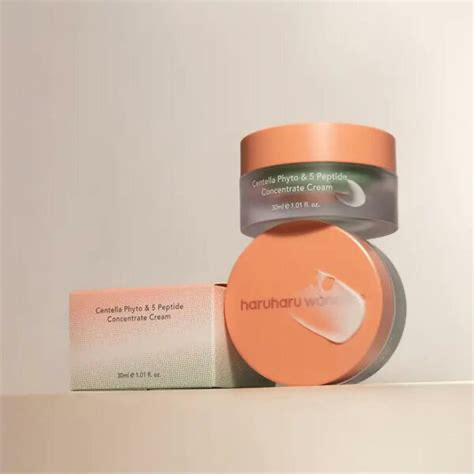 Centella Phyto & 5 Peptide
Concentrate Cream
30ml e 1.01 fl. oz.
haruharu
Centella Phyto & 5 Peptide
Concentrate Cream
30ml e 1.01 fl. oz.